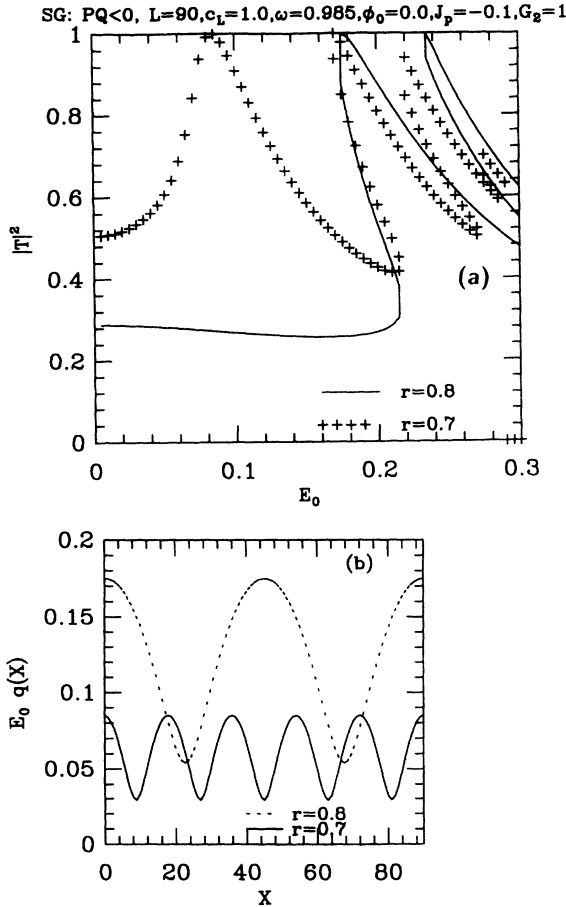 SG: PQ<0, L=90,c_L=1.0,ω=0.985,ϕ_0=0.0,J_p=−0.1,G_2=1
1
0.8
0.6
|T|²
0.4
(a)
0.2
r=0.8
++++ r=0.7
0
0 0.1 0.2 0.3
E_0
0.2
(b)
0.15
E_0 q(X)
0.1
0.05
r=0.8
r=0.7
0
0 20 40 60 80
X